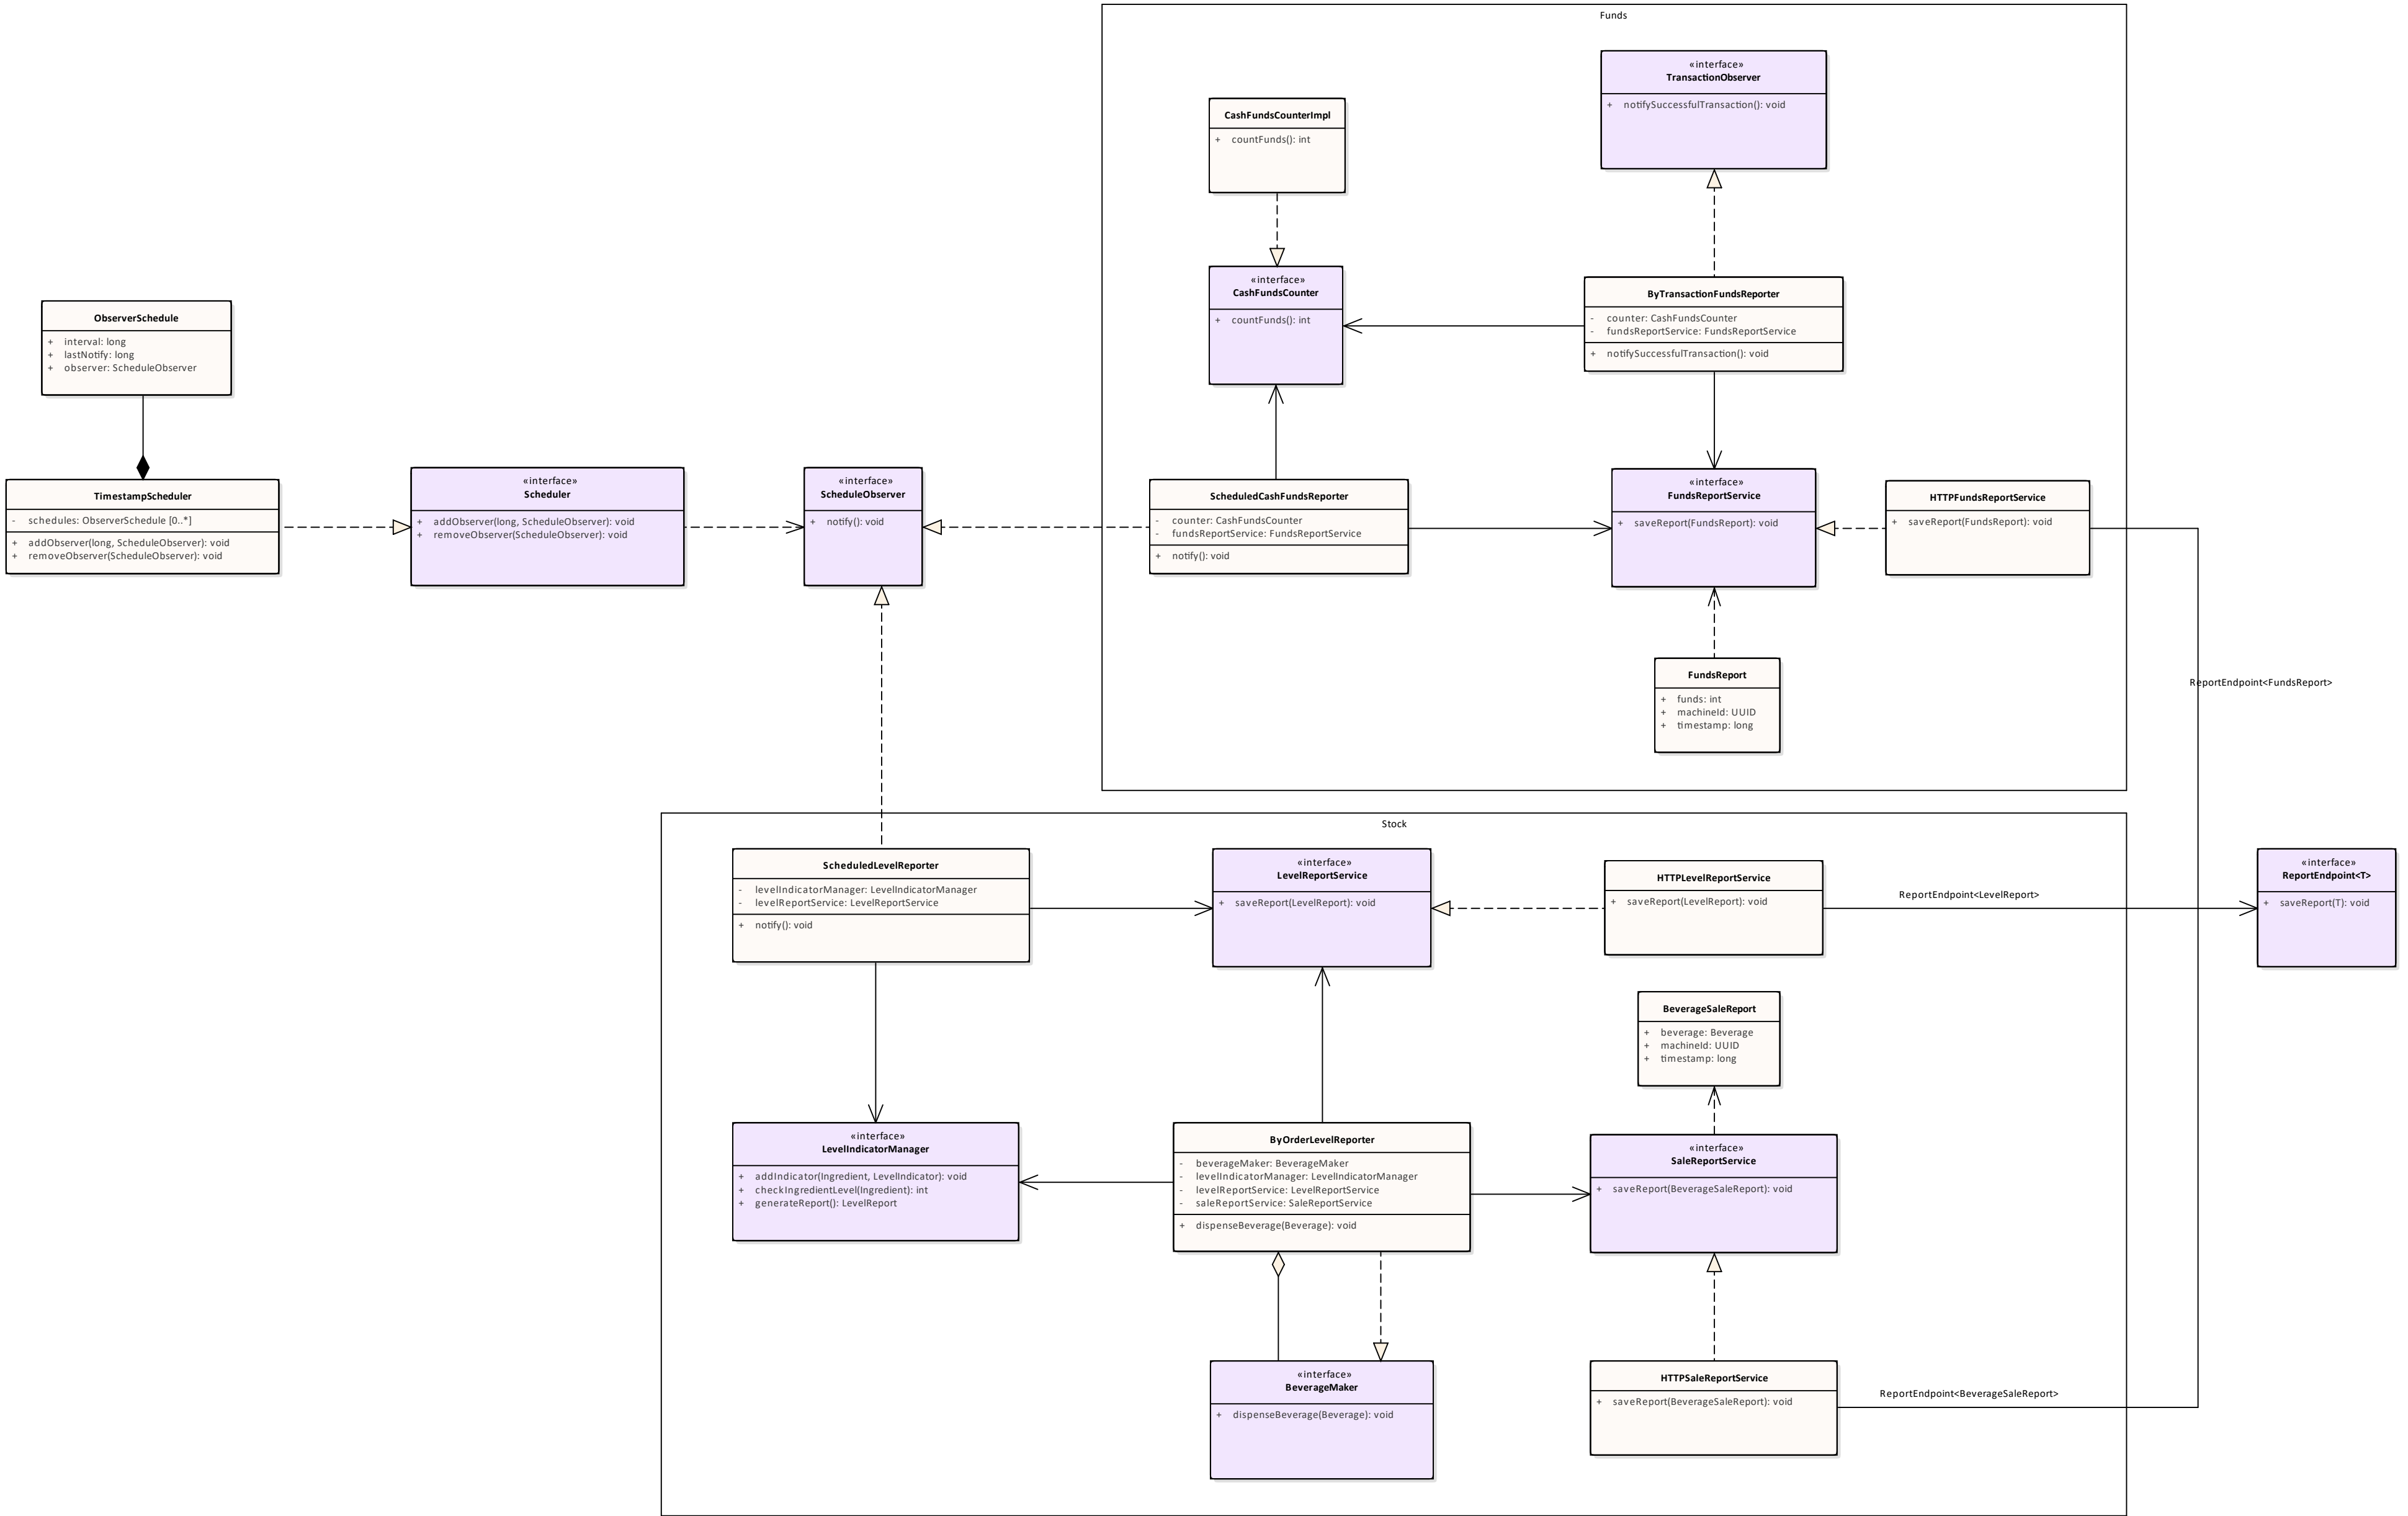 Funds
«interface»
TransactionObserver
+ notifySuccessfulTransaction(): void
CashFundsCounterImpl
+ countFunds(): int
«interface»
CashFundsCounter
+ countFunds(): int
ByTransactionFundsReporter
- counter: CashFundsCounter
- fundsReportService: FundsReportService
+ notifySuccessfulTransaction(): void
ObserverSchedule
+ interval: long
+ lastNotify: long
+ observer: ScheduleObserver
TimestampScheduler
- schedules: ObserverSchedule [0..*]
+ addObserver(long, ScheduleObserver): void
+ removeObserver(ScheduleObserver): void
«interface»
Scheduler
+ addObserver(long, ScheduleObserver): void
+ removeObserver(ScheduleObserver): void
«interface»
ScheduleObserver
+ notify(): void
ScheduledCashFundsReporter
- counter: CashFundsCounter
- fundsReportService: FundsReportService
+ notify(): void
«interface»
FundsReportService
+ saveReport(FundsReport): void
HTTPFundsReportService
+ saveReport(FundsReport): void
FundsReport
+ funds: int
+ machineId: UUID
+ timestamp: long
ReportEndpoint<FundsReport>
Stock
ScheduledLevelReporter
- levelIndicatorManager: LevelIndicatorManager
- levelReportService: LevelReportService
+ notify(): void
«interface»
LevelReportService
+ saveReport(LevelReport): void
HTTPLevelReportService
+ saveReport(LevelReport): void
ReportEndpoint<LevelReport>
«interface»
ReportEndpoint<T>
+ saveReport(T): void
BeverageSaleReport
+ beverage: Beverage
+ machineId: UUID
+ timestamp: long
«interface»
LevelIndicatorManager
+ addIndicator(Ingredient, LevelIndicator): void
+ checkIngredientLevel(Ingredient): int
+ generateReport(): LevelReport
ByOrderLevelReporter
- beverageMaker: BeverageMaker
- levelIndicatorManager: LevelIndicatorManager
- levelReportService: LevelReportService
- saleReportService: SaleReportService
+ dispenseBeverage(Beverage): void
«interface»
SaleReportService
+ saveReport(BeverageSaleReport): void
«interface»
BeverageMaker
+ dispenseBeverage(Beverage): void
HTTPSaleReportService
+ saveReport(BeverageSaleReport): void
ReportEndpoint<BeverageSaleReport>